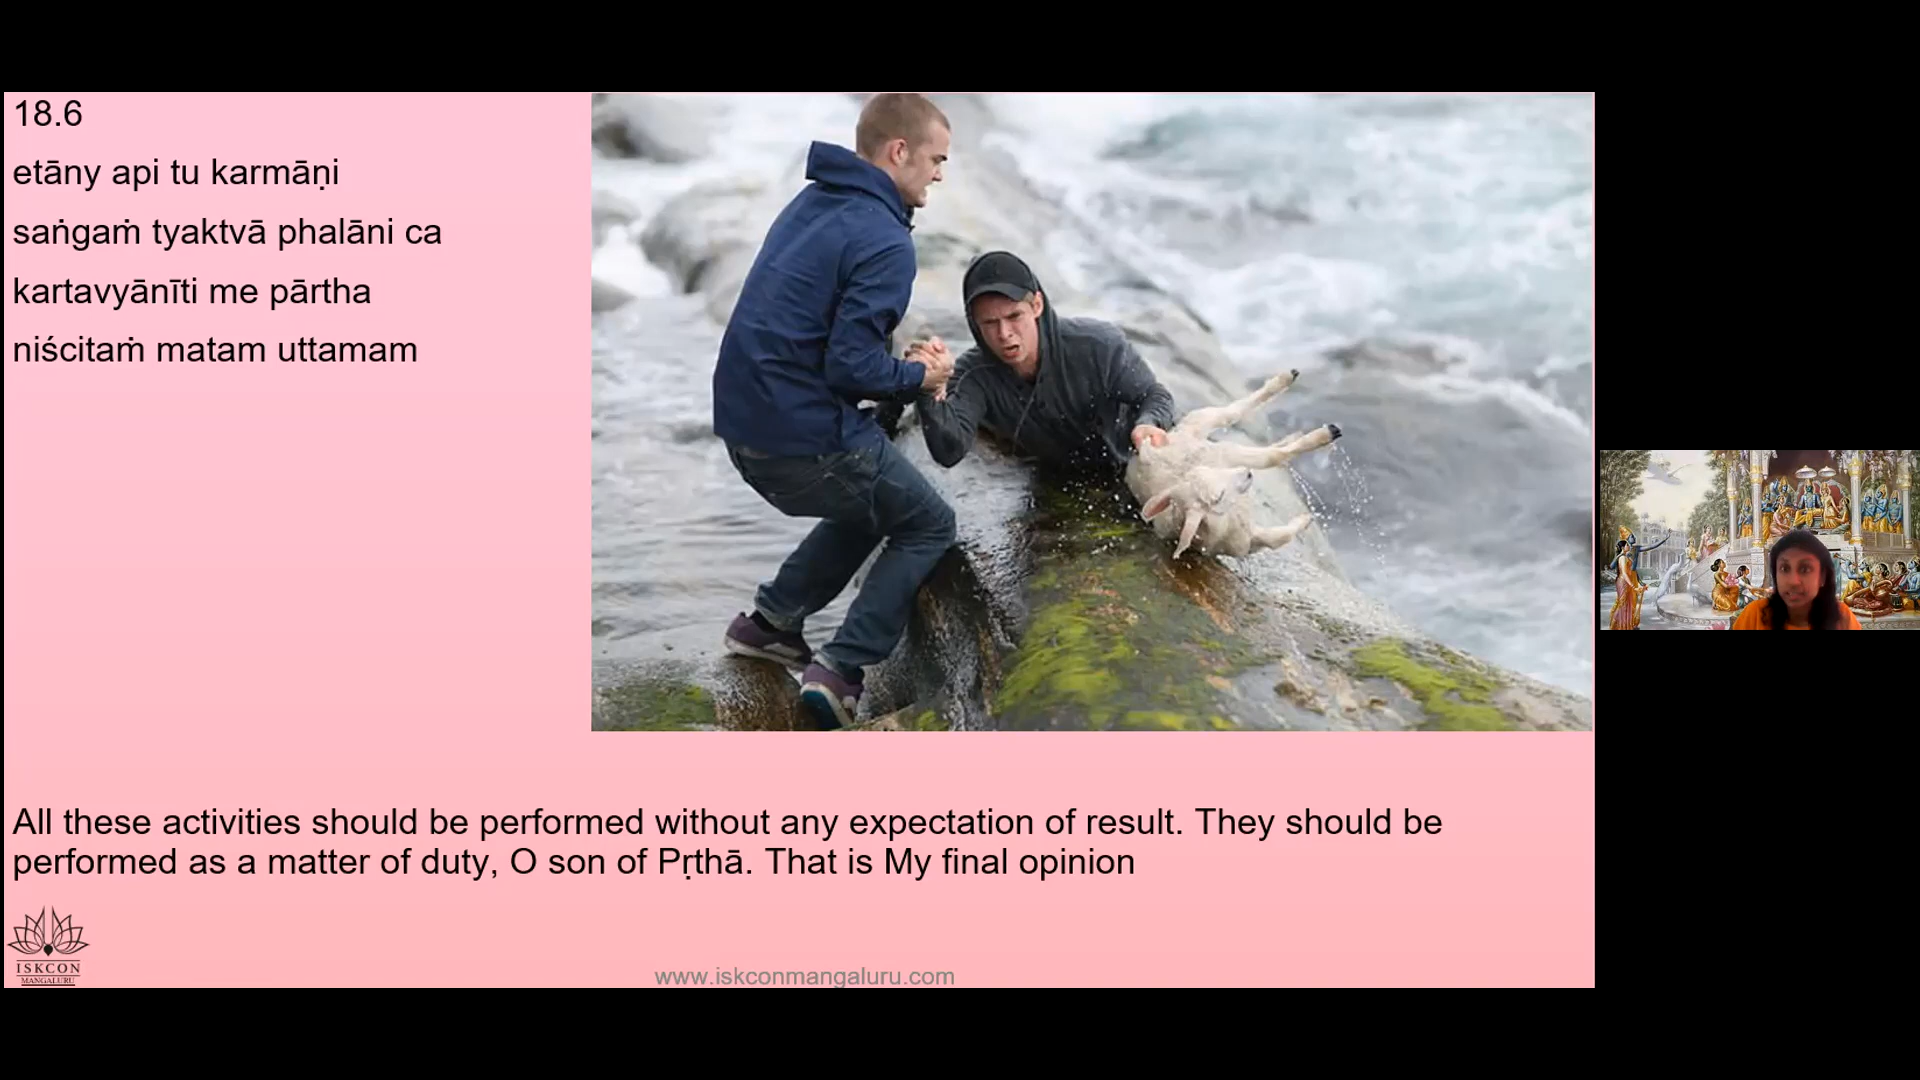 18.6
etāny api tu karmāṇi
saṅgaṁ tyaktvā phalāni ca
kartavyānīti me pārtha
niścitaṁ matam uttamam
All these activities should be performed without any expectation of result. They should be
performed as a matter of duty, O son of Pṛthā. That is My final opinion
ISKCON
MANGALURU
www.iskconmangaluru.com